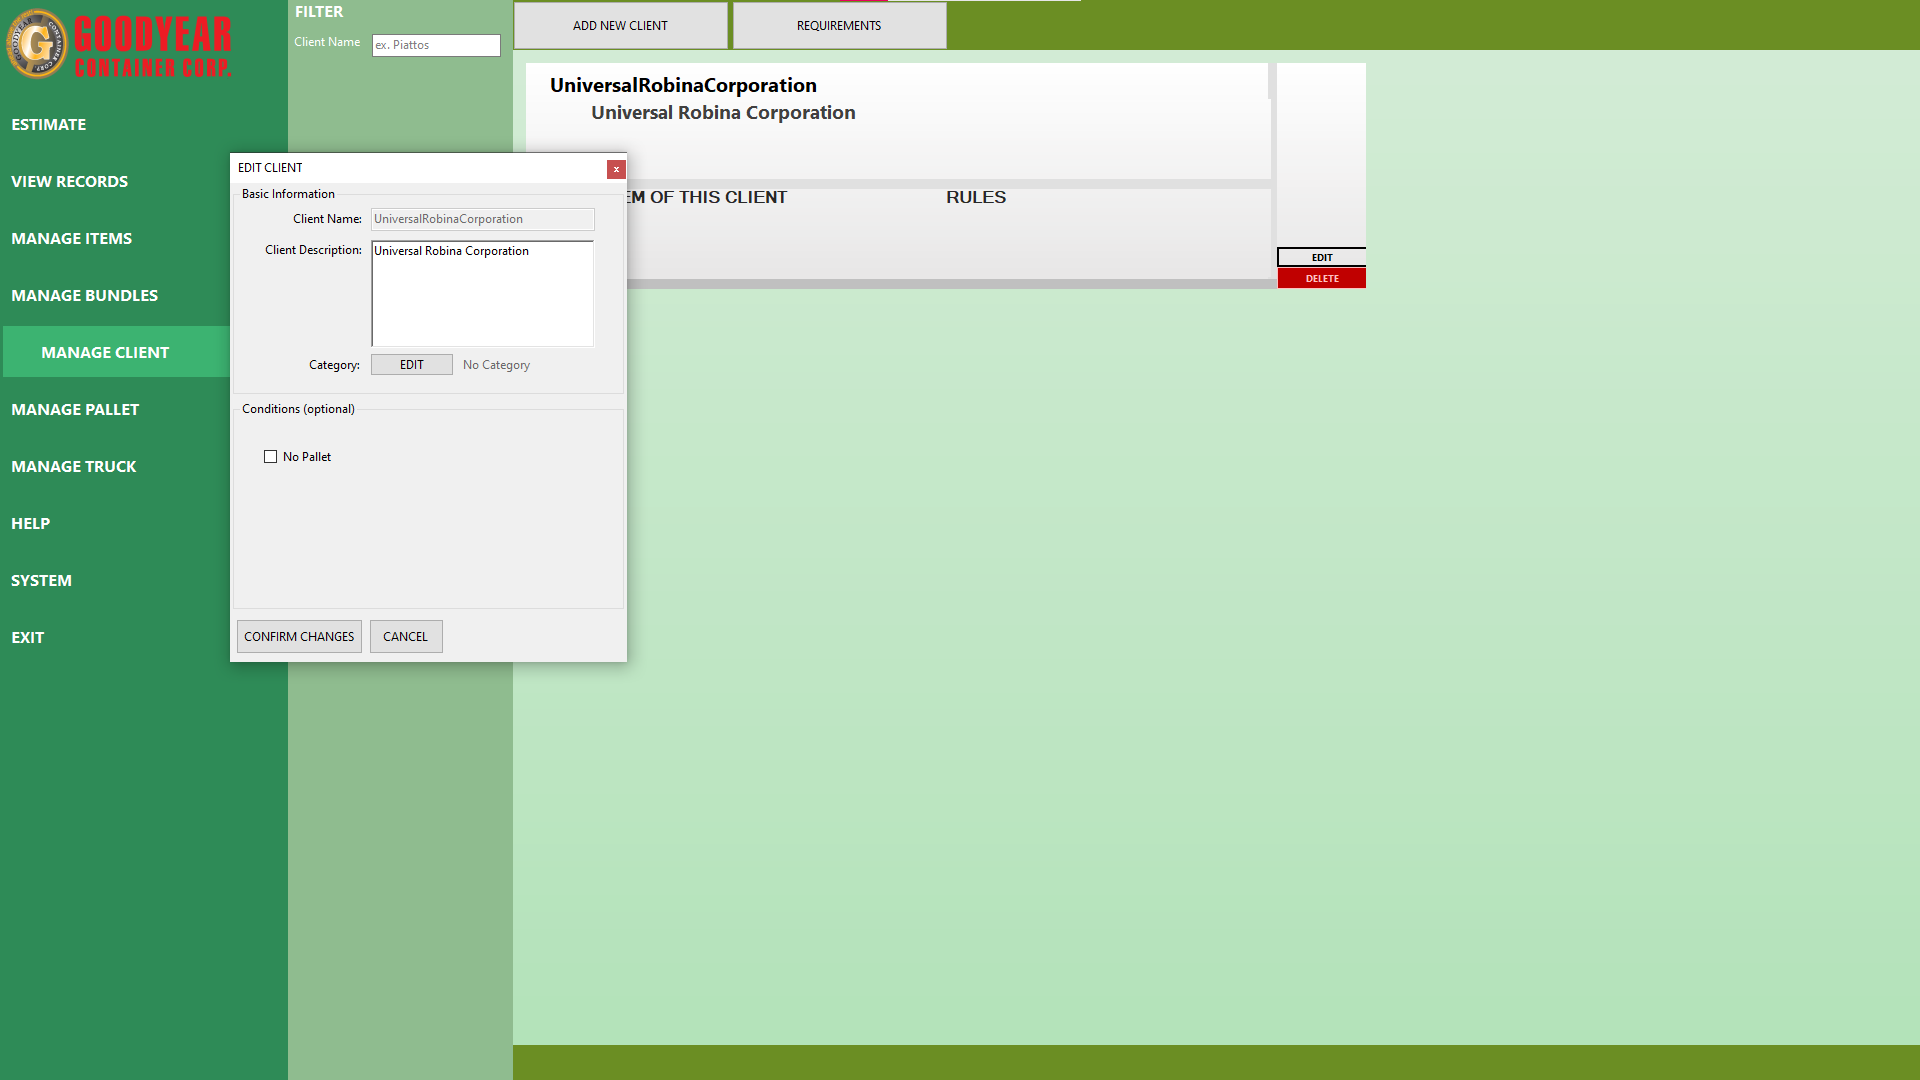 GOODYEAR
CONTAINER CORP.
ESTIMATE
VIEW RECORDS
MANAGE ITEMS
MANAGE BUNDLES
MANAGE CLIENT
MANAGE PALLET
MANAGE TRUCK
HELP
SYSTEM
EXIT
FILTER
Client Name
ex. Piattos
ADD NEW CLIENT
REQUIREMENTS
UniversalRobinaCorporation
Universal Robina Corporation
EM OF THIS CLIENT
RULES
EDIT
DELETE
EDIT CLIENT
x
Basic Information
Client Name: UniversalRobinaCorporation
Client Description: Universal Robina Corporation
Category: EDIT No Category
Conditions (optional)
No Pallet
CONFIRM CHANGES
CANCEL